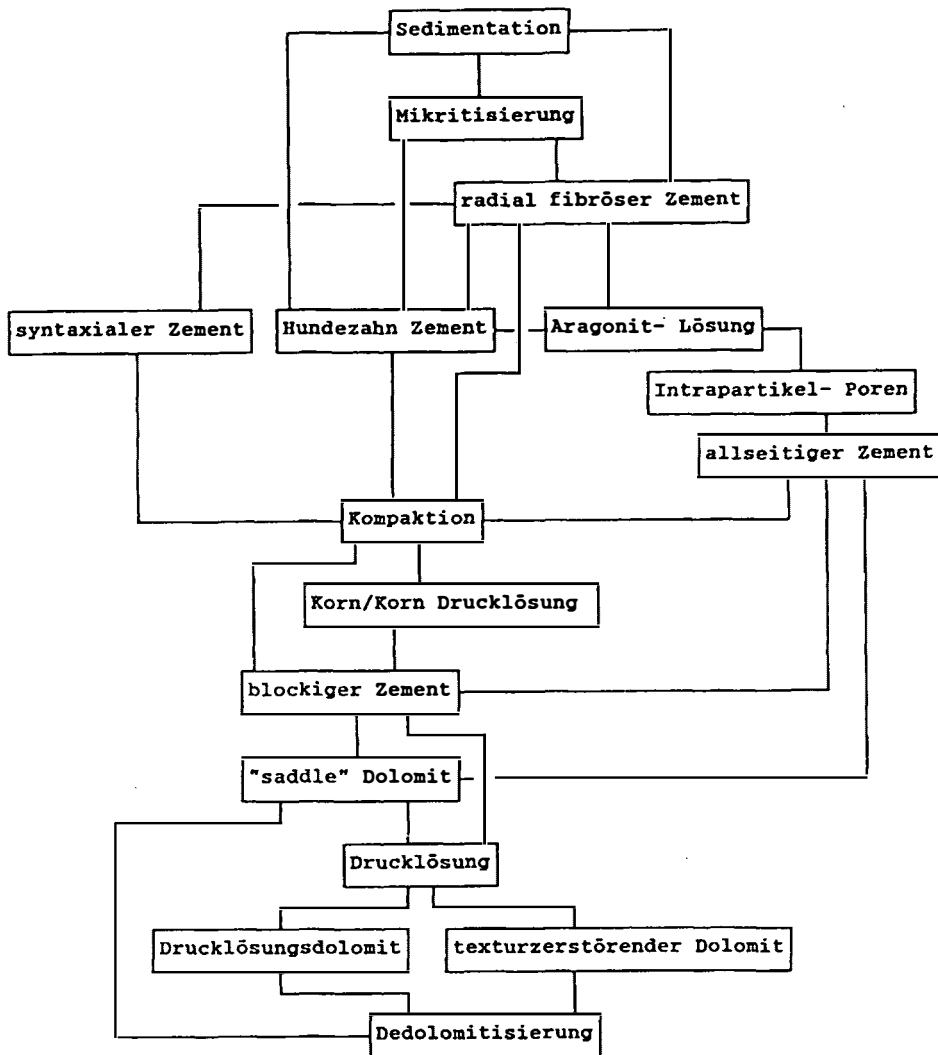 Sedimentation
Mikritisierung
radial fibröser Zement
syntaxialer Zement
Hundezahn Zement
Aragonit- Lösung
Intrapartikel- Poren
allseitiger Zement
Kompaktion
Korn/Korn Drucklösung
blockiger Zement
"saddle" Dolomit
Drucklösung
Drucklösungsdolomit
texturzerstörender Dolomit
Dedolomitisierung